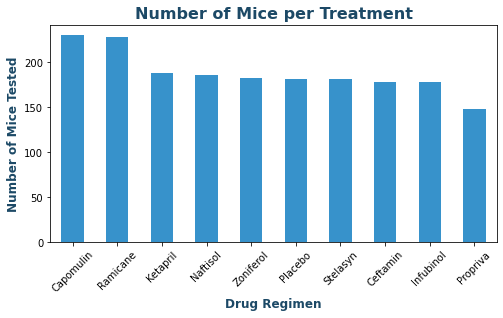 Number of Mice per Treatment
Number of Mice Tested
200
150
100
50
0
Capomulin
Ramicane
Ketapril
Naftisol
Zoniferol
Placebo
Stelasyn
Ceftamin
Infubinol
Propriva
Drug Regimen